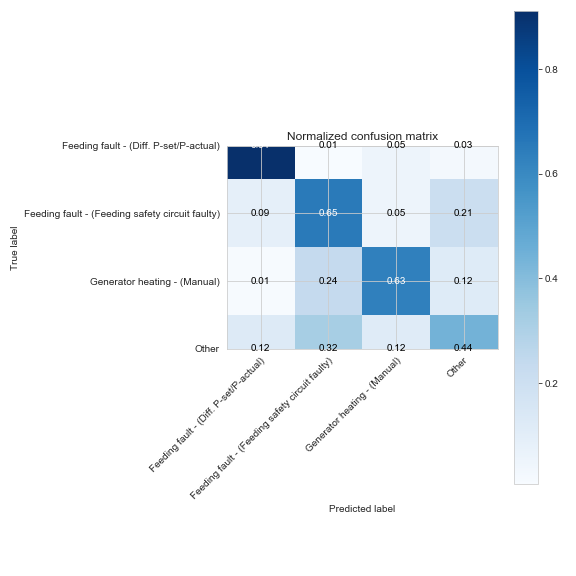 Normalized confusion matrix
Feeding fault - (Diff. P-set/P-actual) 0.01 0.05 0.03
Feeding fault - (Feeding safety circuit faulty) 0.09 0.65 0.05 0.21
Generator heating - (Manual) 0.01 0.24 0.63 0.12
Other 0.12 0.32 0.12 0.44
True label
Feeding fault - (Diff. P-set/P-actual)
Feeding fault - (Feeding safety circuit faulty)
Generator heating - (Manual)
Other
Predicted label
0.8
0.6
0.4
0.2